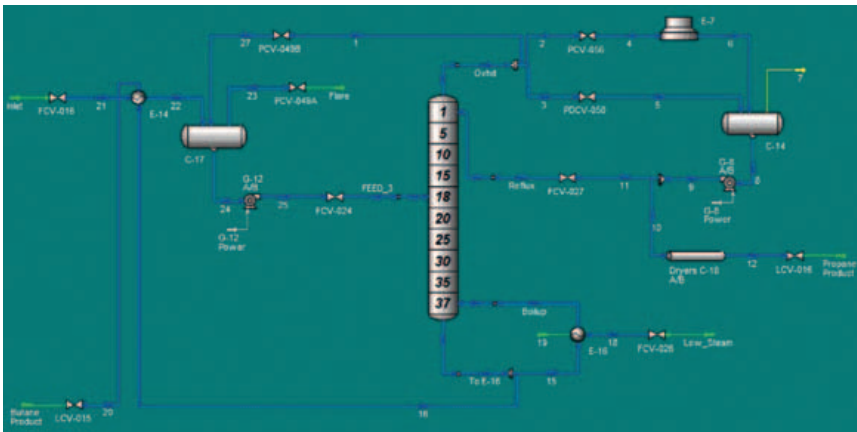 27
PCV-049B
1
2
PCV-056
4
E-7
6
Ovhd
7
Inlet
FCV-016
21
E-14
22
23
PCV-049A
Flare
3
PDCV-050
5
C-17
C-14
1
5
10
15
18
20
25
30
35
37
G-12
A/B
24
25
FCV-024
FEED_3
G-12
Power
Reflux
FCV-027
11
9
G-8
A/B
8
G-8
Power
10
Dryers C-18
A/B
12
LCV-016
Propane
Product
Boilup
19
E-16
18
FCV-026
Low_Steam
To E-16
15
Butane
Product
LCV-015
20
16